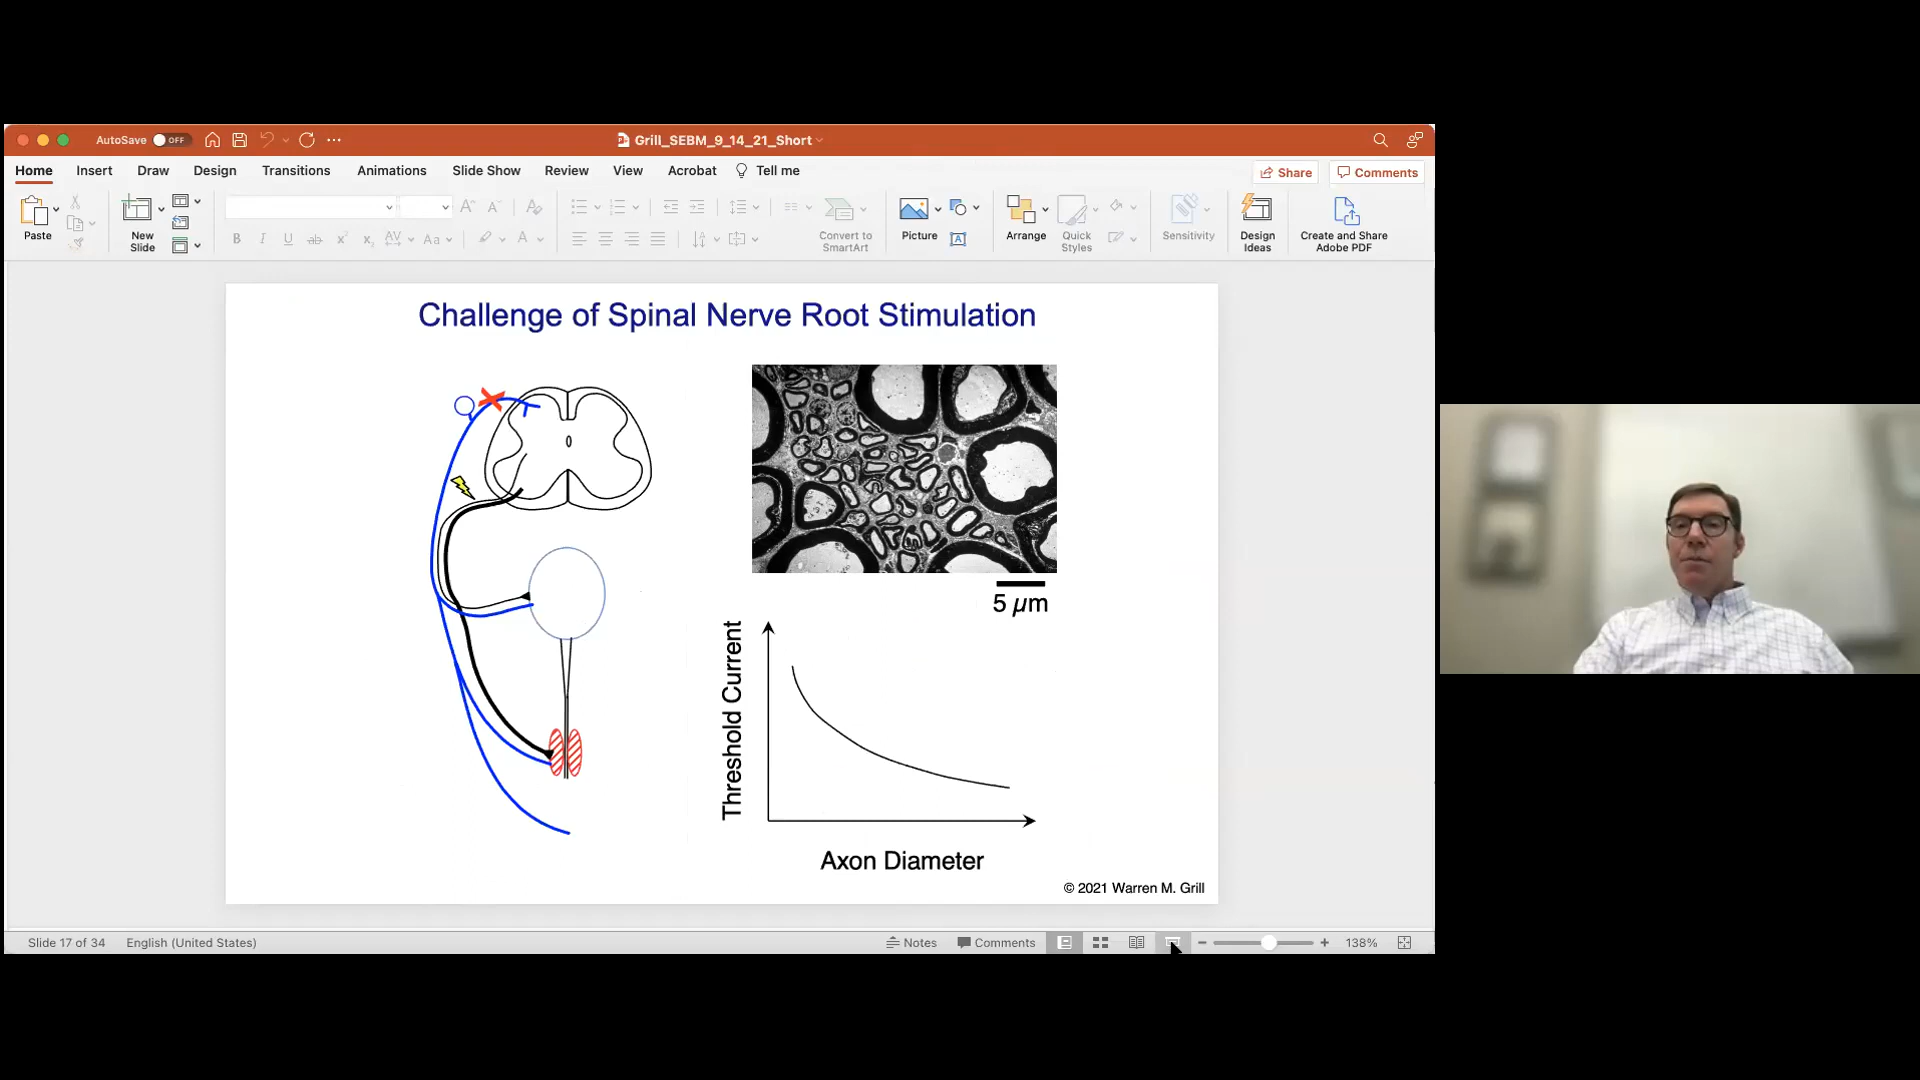 AutoSave OFF
Grill_SEBM_9_14_21_Short
Home Insert Draw Design Transitions Animations Slide Show Review View Acrobat Tell me
Share Comments
Paste
New
Slide
Convert to
SmartArt
Picture
Arrange
Quick
Styles
Sensitivity
Design
Ideas
Create and Share
Adobe PDF
Challenge of Spinal Nerve Root Stimulation
5 µm
Threshold Current
Axon Diameter
© 2021 Warren M. Grill
Slide 17 of 34 English (United States)
Notes Comments 138%